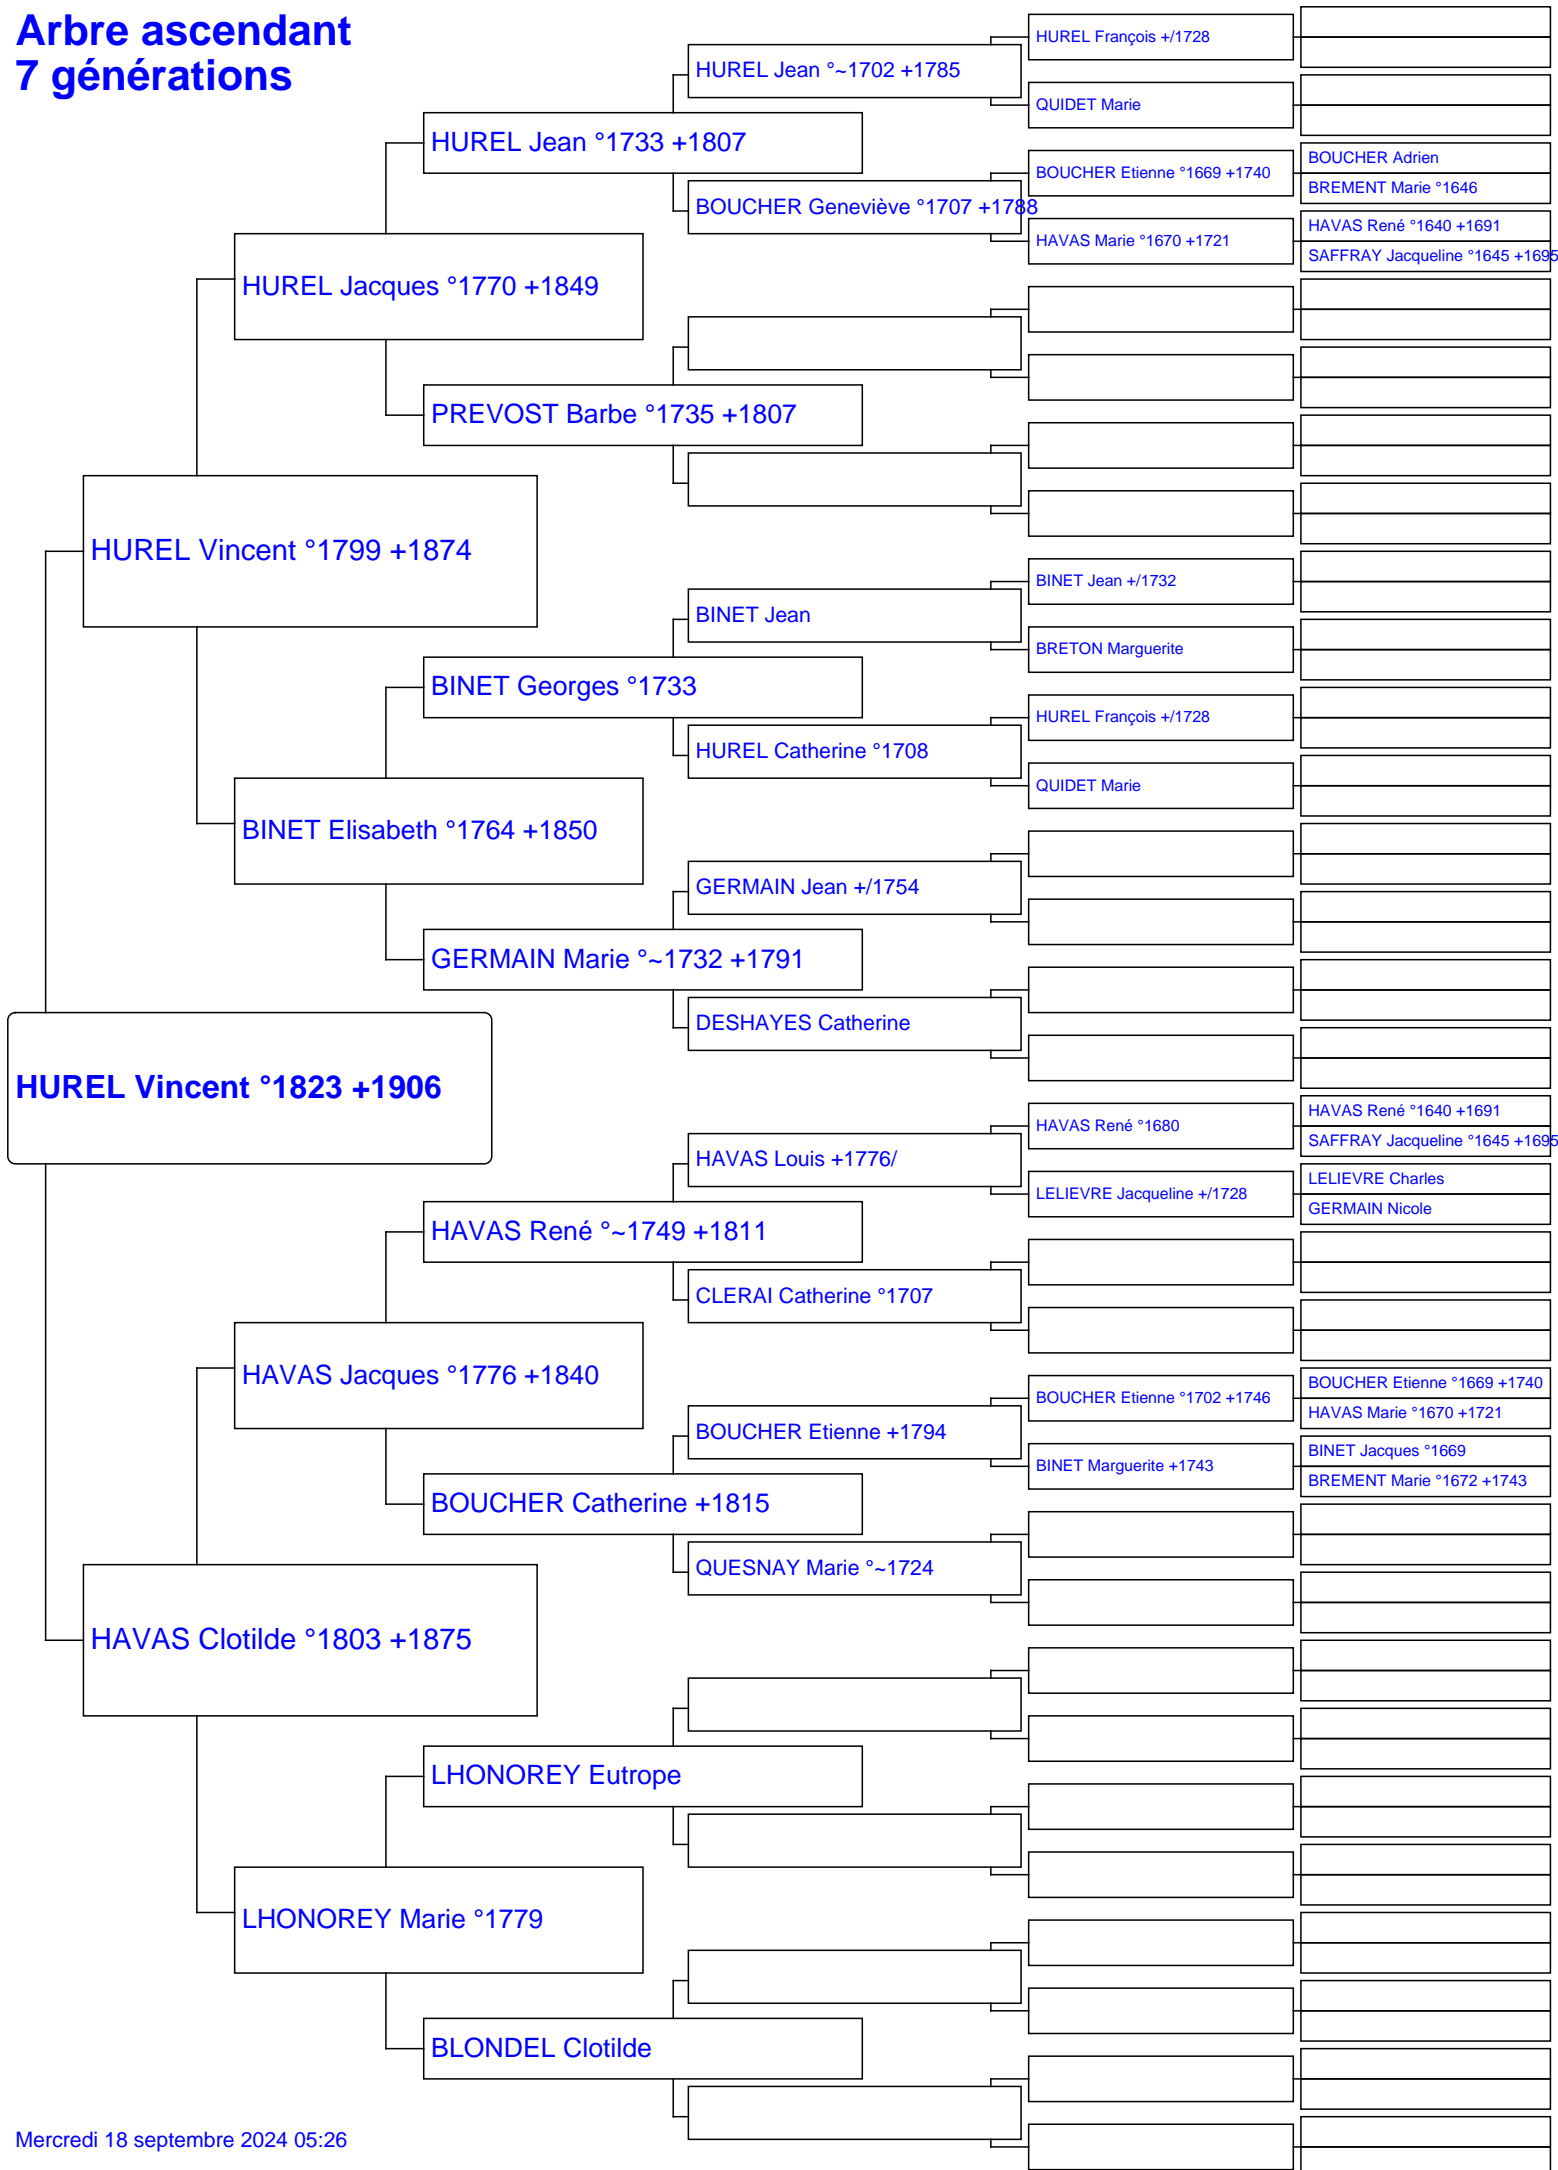 Arbre ascendant
7 générations
HUREL François +/1728
HUREL Jean °~1702 +1785
QUIDET Marie
HUREL Jean °1733 +1807
BOUCHER Adrien
BOUCHER Etienne °1669 +1740
BREMENT Marie °1646
BOUCHER Geneviève °1707 +1788
HAVAS René °1640 +1691
HAVAS Marie °1670 +1721
SAFFRAY Jacqueline °1645 +1695
HUREL Jacques °1770 +1849
PREVOST Barbe °1735 +1807
HUREL Vincent °1799 +1874
BINET Jean +/1732
BINET Jean
BRETON Marguerite
BINET Georges °1733
HUREL François +/1728
HUREL Catherine °1708
QUIDET Marie
BINET Elisabeth °1764 +1850
GERMAIN Jean +/1754
GERMAIN Marie °~1732 +1791
DESHAYES Catherine
HUREL Vincent °1823 +1906
HAVAS René °1640 +1691
HAVAS René °1680
SAFFRAY Jacqueline °1645 +1695
HAVAS Louis +1776/
LELIEVRE Charles
LELIEVRE Jacqueline +/1728
GERMAIN Nicole
HAVAS René °~1749 +1811
CLERAI Catherine °1707
HAVAS Jacques °1776 +1840
BOUCHER Etienne °1669 +1740
BOUCHER Etienne °1702 +1746
HAVAS Marie °1670 +1721
BOUCHER Etienne +1794
BINET Jacques °1669
BINET Marguerite +1743
BREMENT Marie °1672 +1743
BOUCHER Catherine +1815
QUESNAY Marie °~1724
HAVAS Clotilde °1803 +1875
LHONOREY Eutrope
LHONOREY Marie °1779
BLONDEL Clotilde
Mercredi 18 septembre 2024 05:26